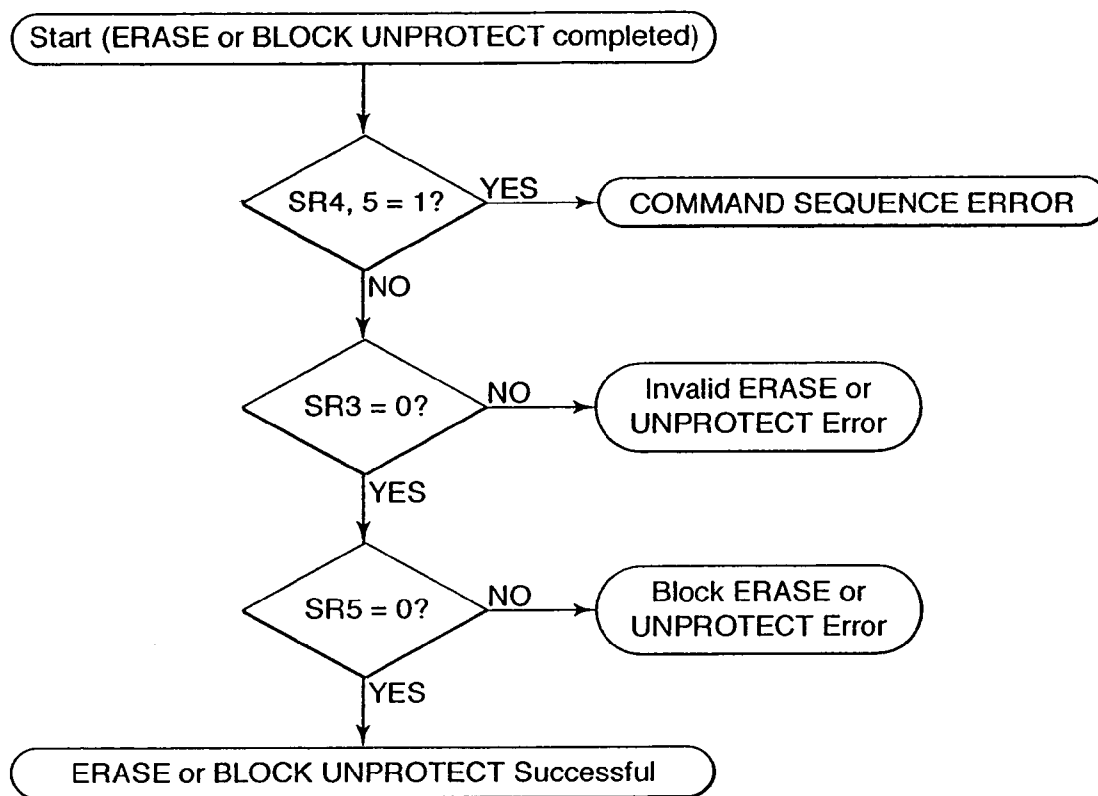 Start (ERASE or BLOCK UNPROTECT completed)
SR4, 5 = 1?
YES
COMMAND SEQUENCE ERROR
NO
SR3 = 0?
NO
Invalid ERASE or
UNPROTECT Error
YES
SR5 = 0?
NO
Block ERASE or
UNPROTECT Error
YES
ERASE or BLOCK UNPROTECT Successful